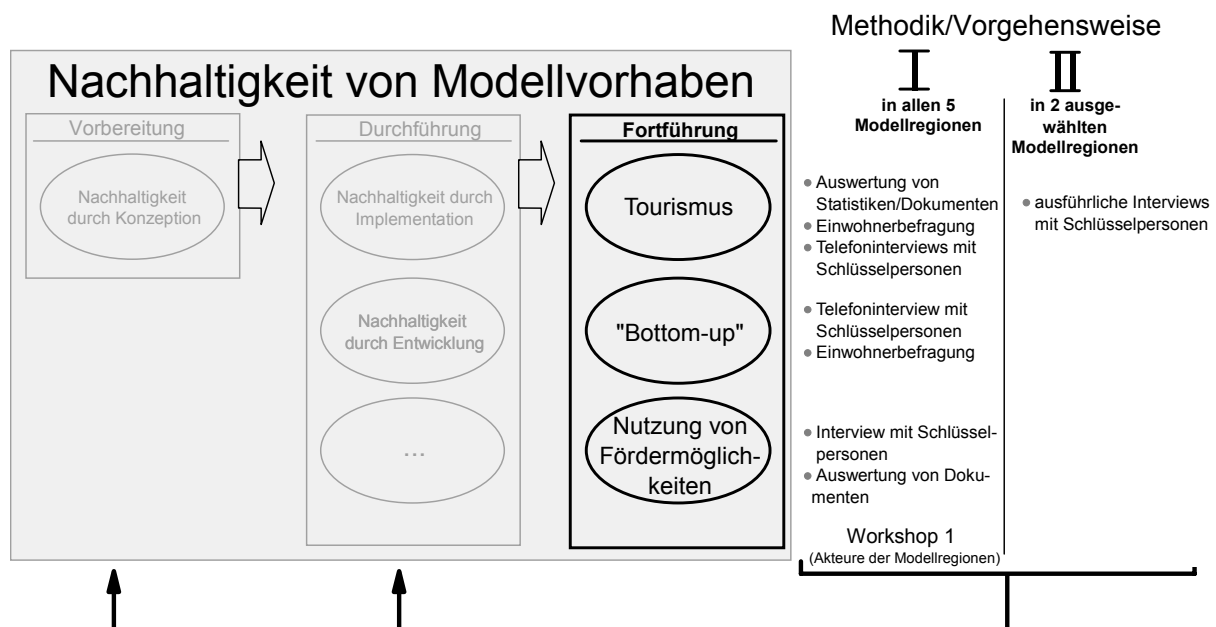 Methodik/Vorgehensweise
I
II
in allen 5
Modellregionen
in 2 ausge-
wählten
Modellregionen
Nachhaltigkeit von Modellvorhaben
Vorbereitung
Nachhaltigkeit
durch Konzeption
Durchführung
Nachhaltigkeit durch
Implementation
Nachhaltigkeit
durch Entwicklung
...
Fortführung
Tourismus
"Bottom-up"
Nutzung von
Fördermöglich-
keiten
• Auswertung von
Statistiken/Dokumenten
• Einwohnerbefragung
• Telefoninterviews mit
Schlüsselpersonen
• Telefoninterview mit
Schlüsselpersonen
• Einwohnerbefragung
• Interview mit Schlüssel-
personen
• Auswertung von Doku-
menten
Workshop 1
(Akteure der Modellregionen)
• ausführliche Interviews
mit Schlüsselpersonen